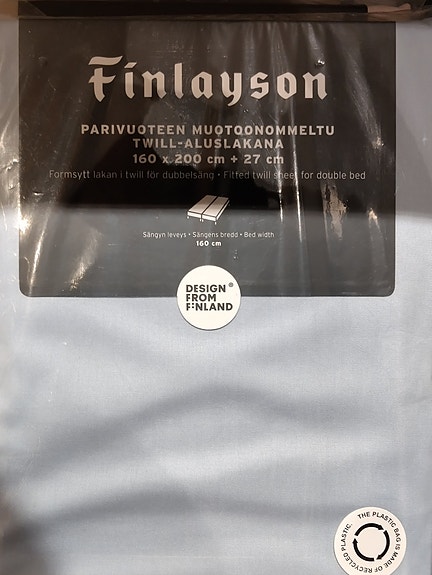 Finlayson
PARIVUOTEEN MUOTOONOMMELTU
TWILL-ALUSLAKANA
160 x 200 cm + 27 cm
Formsytt lakan i twill för dubbelsäng • Fitted twill sheet for double bed
Sängyn leveys • Sängens bredd • Bed width
160 cm
DESIGN®
FROM
FINLAND
THE PLASTIC BAG IS MADE OF RECYCLED PLASTIC.